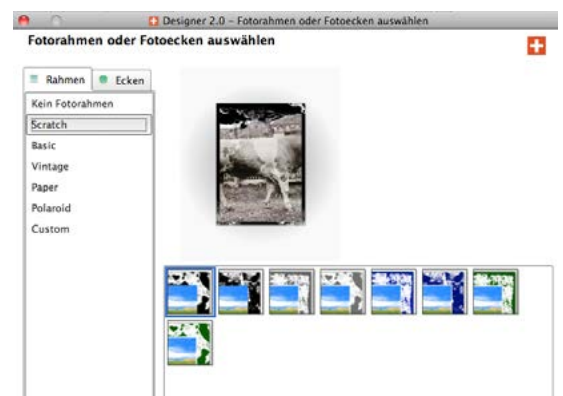 Designer 2.0 – Fotorahmen oder Fotoecken auswählen
Fotorahmen oder Fotoecken auswählen
Rahmen Ecken
Kein Fotorahmen
Scratch
Basic
Vintage
Paper
Polaroid
Custom